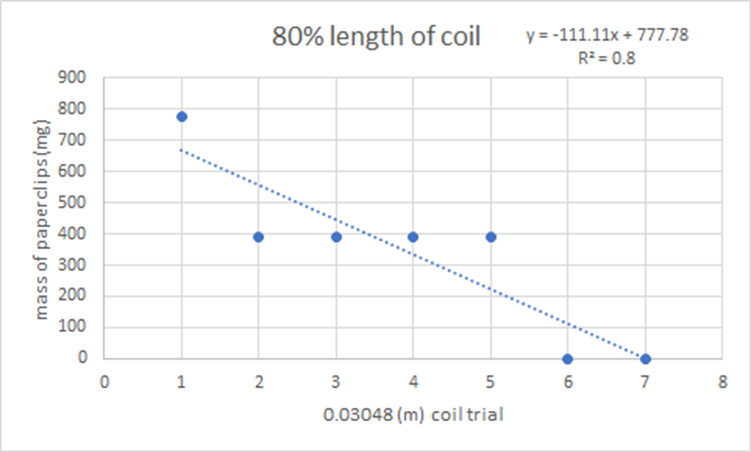 80% length of coil
y = -111.11x + 777.78
R² = 0.8
mass of paperclips (mg)
900
800
700
600
500
400
300
200
100
0
0 1 2 3 4 5 6 7 8
0.03048 (m) coil trial